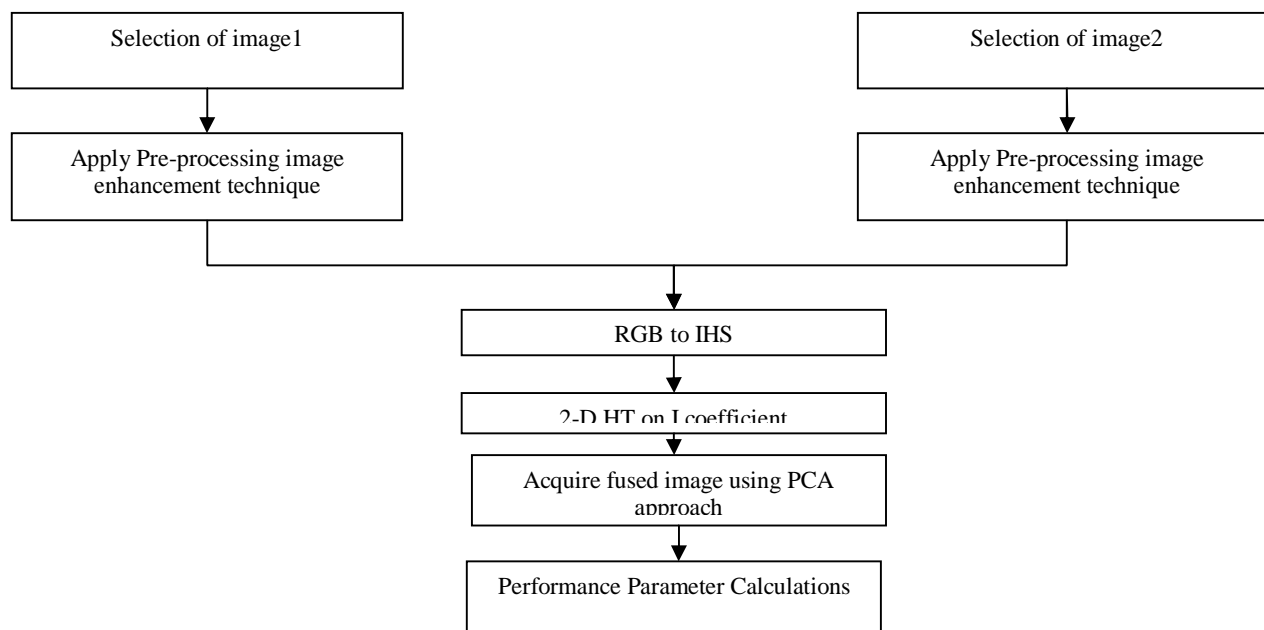 Selection of image1
Selection of image2
Apply Pre-processing image
enhancement technique
Apply Pre-processing image
enhancement technique
RGB to IHS
2-D HT on I coefficient
Acquire fused image using PCA
approach
Performance Parameter Calculations